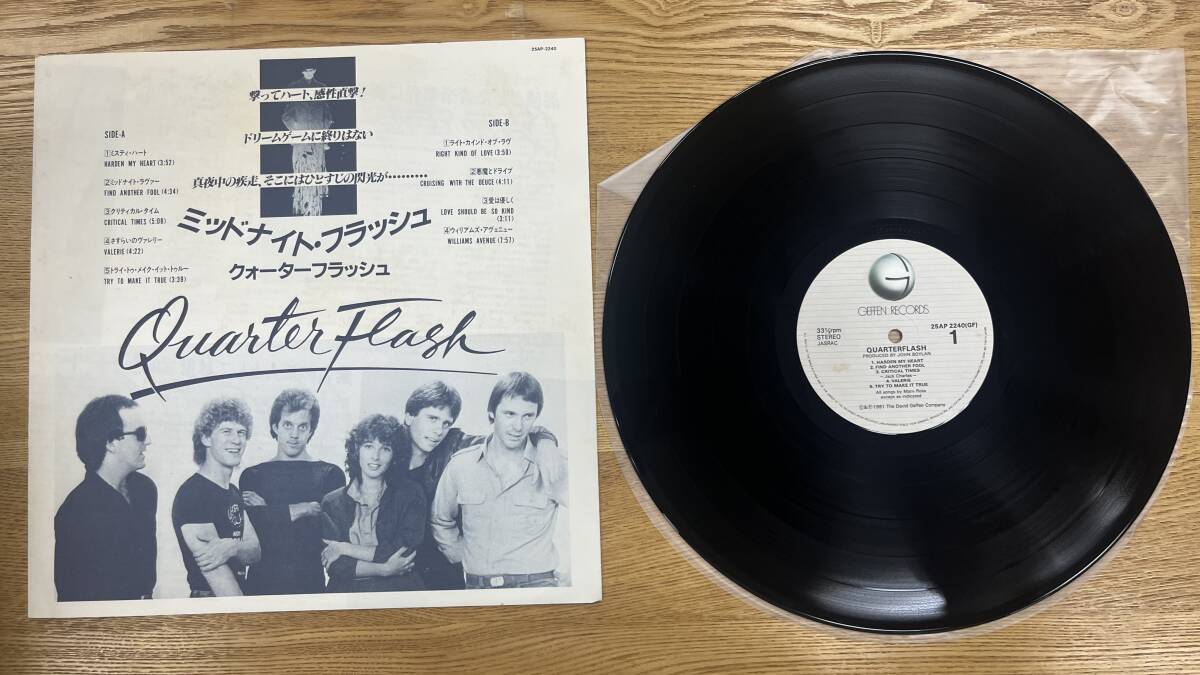 25AP-2240
撃ってハート、感性直撃!
ドリームゲームに終りはない
真夜中の疾走、そこにはひとすじの閃光が………
ミッドナイト・フラッシュ
クォーターフラッシュ
SIDE-A
1ミスティ・ハート
HARDEN MY HEART (3:52)
2ミッドナイト・ラヴァー
FIND ANOTHER FOOL (4:34)
3クリティカル・タイム
CRITICAL TIMES (5:08)
4さすらいのヴァレリー
VALERIE (4:22)
5トライ・トゥ・メイク・イット・トゥルー
TRY TO MAKE IT TRUE (3:38)
SIDE-B
1ライト・カインド・オブ・ラヴ
RIGHT KIND OF LOVE (3:50)
2悪魔とドライブ
CRUISING WITH THE DEUCE (4:11)
3愛は優しく
LOVE SHOULD BE SO KIND
(3:11)
4ウィリアムズ・アヴェニュー
WILLIAMS AVENUE (7:57)
Quarter Flash
GEFFEN RECORDS
33⅓rpm
STEREO
JASRAC
25AP 2240(GF)
1
QUARTERFLASH
PRODUCED BY JOHN BOYLAN
1. HARDEN MY HEART
2. FIND ANOTHER FOOL
3. CRITICAL TIMES
—Jack Charles—
4. VALERIE
5. TRY TO MAKE IT TRUE
All songs by Marv Ross
except as indicated
Ⓒ&Ⓟ1981 The David Geffen Company